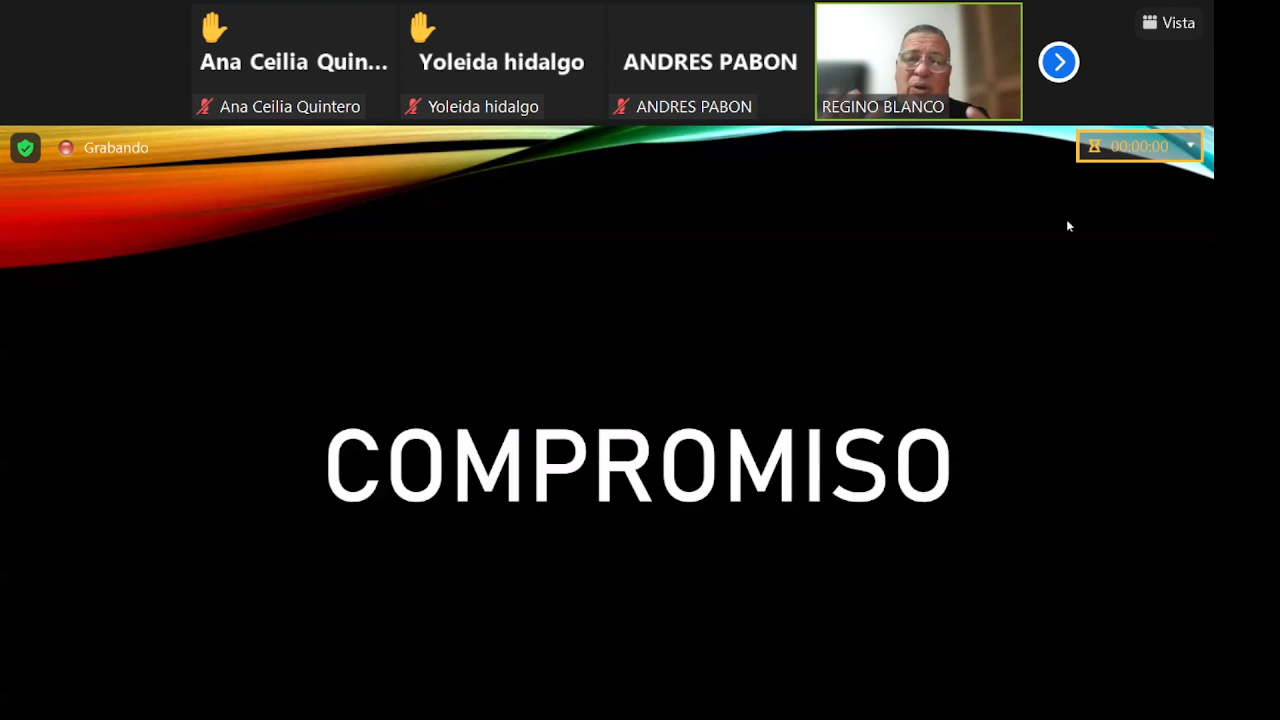 Ana Ceilia Quin...
Yoleida hidalgo
ANDRES PABON
Vista
Ana Ceilia Quintero
Yoleida hidalgo
ANDRES PABON
REGINO BLANCO
Grabando
00:00:00
COMPROMISO